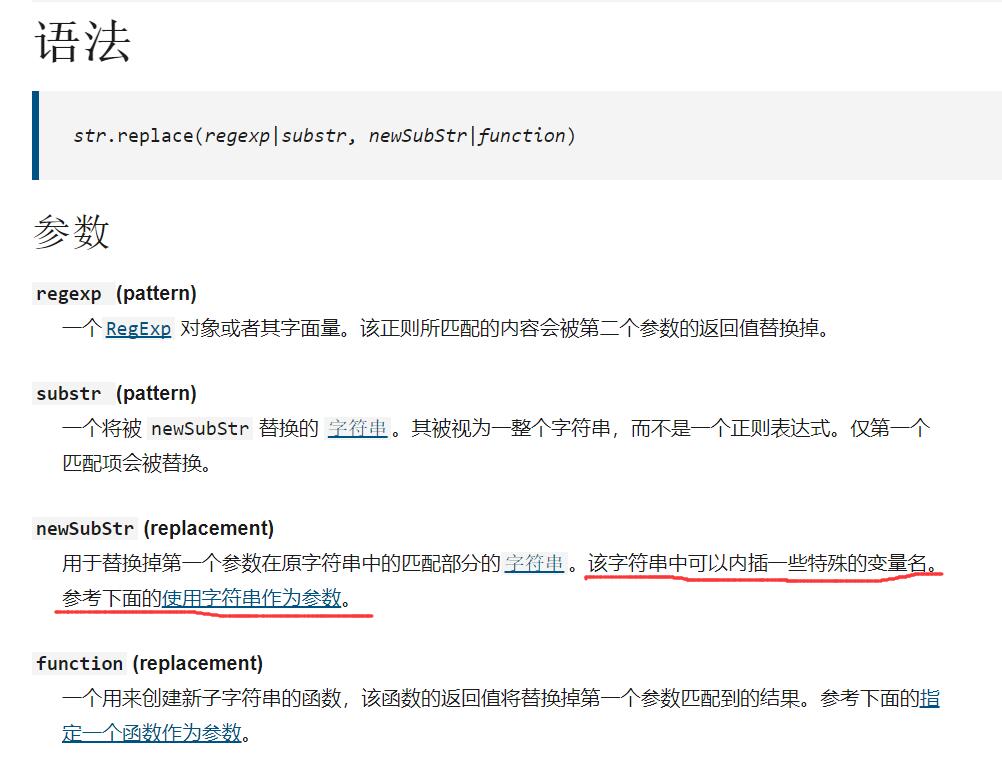 语法
str.replace(regexp|substr, newSubStr|function)
参数
regexp (pattern)
一个 RegExp 对象或者其字面量。该正则所匹配的内容会被第二个参数的返回值替换掉。
substr (pattern)
一个将被 newSubStr 替换的 字符串。其被视为一整个字符串，而不是一个正则表达式。仅第一个
匹配项会被替换。
newSubStr (replacement)
用于替换掉第一个参数在原字符串中的匹配部分的 字符串。该字符串中可以内插一些特殊的变量名。
参考下面的使用字符串作为参数。
function (replacement)
一个用来创建新子字符串的函数，该函数的返回值将替换掉第一个参数匹配到的结果。参考下面的指
定一个函数作为参数。